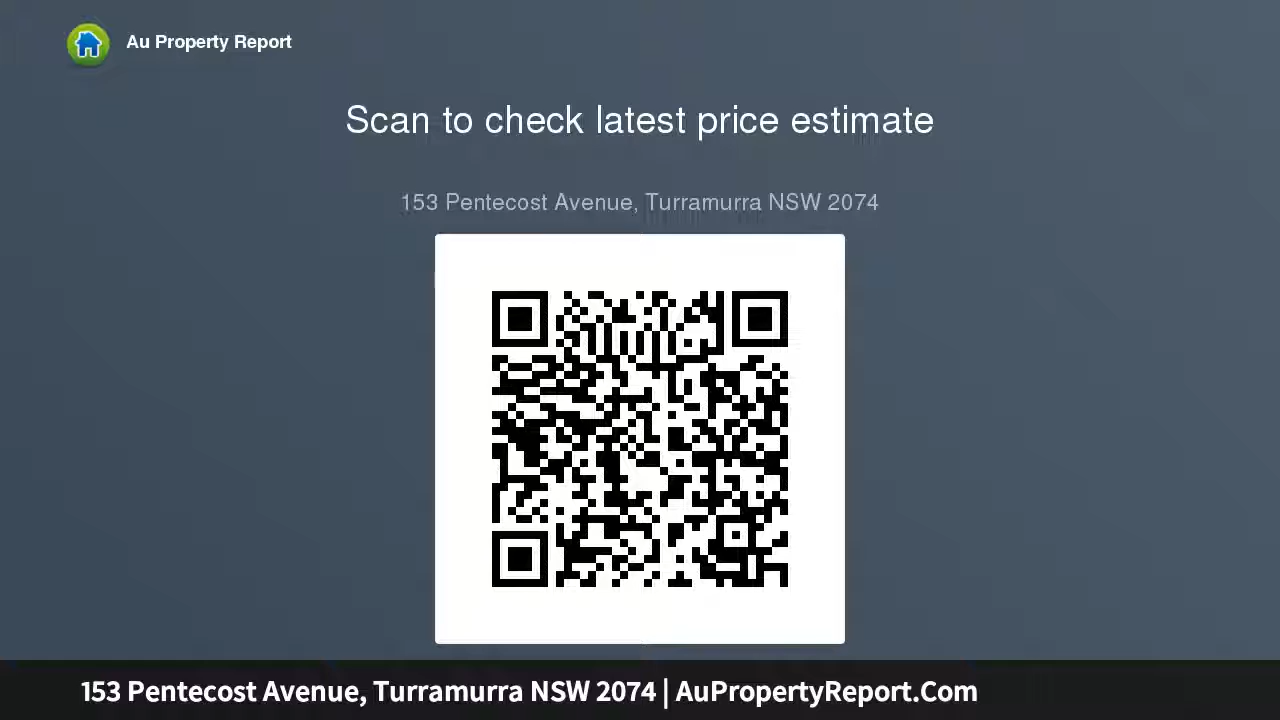 Au Property Report
Scan to check latest price estimate
153 Pentecost Avenue, Turramurra NSW 2074
153 Pentecost Avenue, Turramurra NSW 2074 | AuPropertyReport.Com